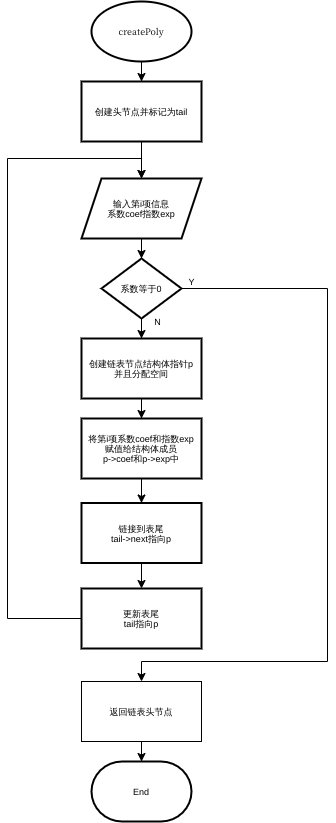 createPoly
创建头节点并标记为tail
输入第i项信息
系数coef指数exp
系数等于0
Y
N
创建链表节点结构体指针p
并且分配空间
将第i项系数coef和指数exp
赋值给结构体成员
p->coef和p->exp中
链接到表尾
tail->next指向p
更新表尾
tail指向p
返回链表头节点
End